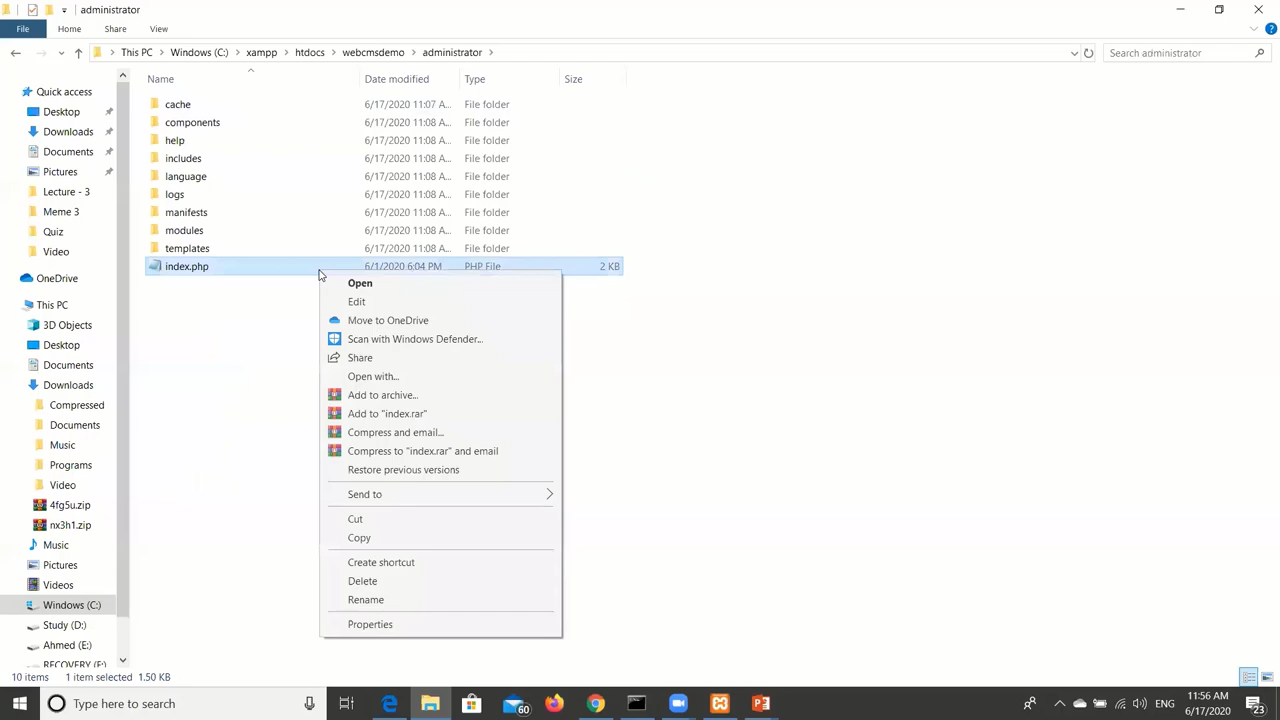 administrator
File Home Share View
This PC Windows (C:) xampp htdocs webcmsdemo administrator Search administrator
Name Date modified Type Size
Quick access
Desktop
Downloads
Documents
Pictures
Lecture - 3
Meme 3
Quiz
Video
OneDrive
This PC
3D Objects
Desktop
Documents
Downloads
Compressed
Documents
Music
Programs
Video
4fg5u.zip
nx3h1.zip
Music
Pictures
Videos
Windows (C:)
Study (D:)
Ahmed (E:)
RECOVERY (F:)
cache 6/17/2020 11:07 A... File folder
components 6/17/2020 11:08 A... File folder
help 6/17/2020 11:08 A... File folder
includes 6/17/2020 11:08 A... File folder
language 6/17/2020 11:08 A... File folder
logs 6/17/2020 11:08 A... File folder
manifests 6/17/2020 11:08 A... File folder
modules 6/17/2020 11:08 A... File folder
templates 6/17/2020 11:08 A... File folder
index.php 6/1/2020 6:04 PM PHP File 2 KB
Open
Edit
Move to OneDrive
Scan with Windows Defender...
Share
Open with...
Add to archive...
Add to "index.rar"
Compress and email...
Compress to "index.rar" and email
Restore previous versions
Send to
Cut
Copy
Create shortcut
Delete
Rename
Properties
10 items 1 item selected 1.50 KB
Type here to search 60 ENG 11:56 AM
6/17/2020 23